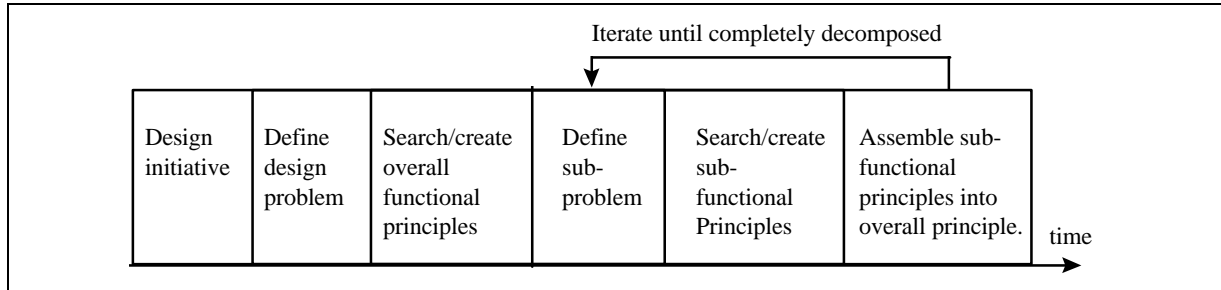 Iterate until completely decomposed
Design
initiative
Define
design
problem
Search/create
overall
functional
principles
Define
sub-
problem
Search/create
sub-
functional
Principles
Assemble sub-
functional
principles into
overall principle.
time